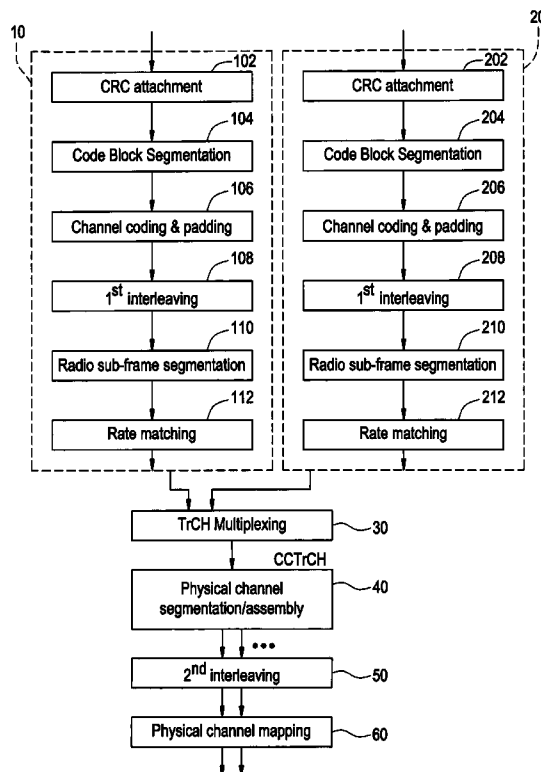 10
20
102
CRC attachment
104
Code Block Segmentation
106
Channel coding & padding
108
1st interleaving
110
Radio sub-frame segmentation
112
Rate matching
202
CRC attachment
204
Code Block Segmentation
206
Channel coding & padding
208
1st interleaving
210
Radio sub-frame segmentation
212
Rate matching
TrCH Multiplexing
30
CCTrCH
Physical channel
segmentation/assembly
40
2nd interleaving
50
Physical channel mapping
60